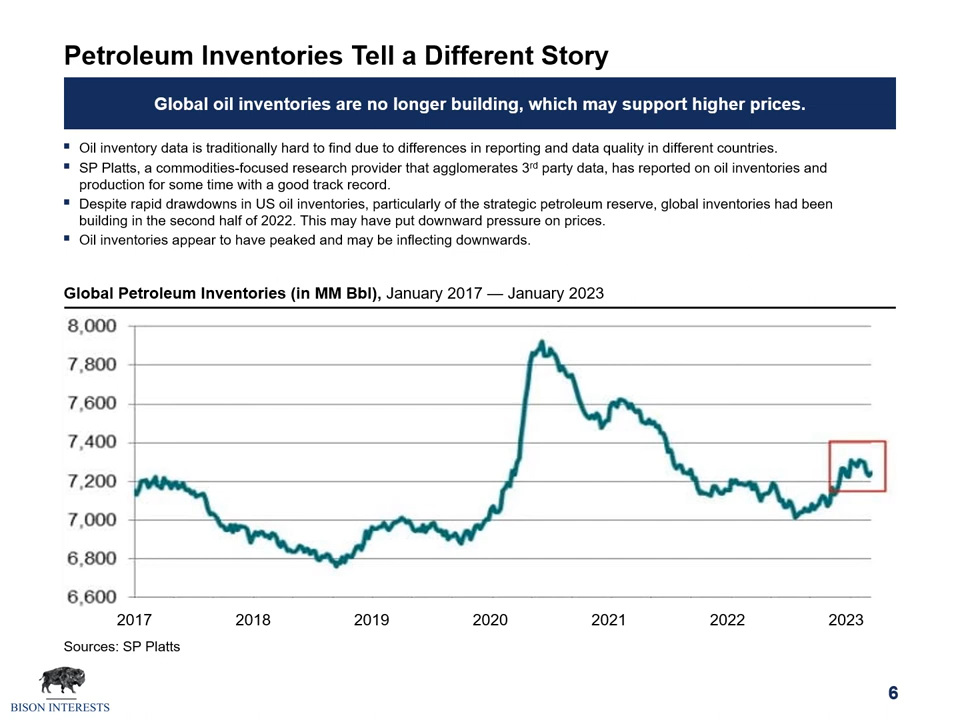 Petroleum Inventories Tell a Different Story
Global oil inventories are no longer building, which may support higher prices.
▪ Oil inventory data is traditionally hard to find due to differences in reporting and data quality in different countries.
▪ SP Platts, a commodities-focused research provider that agglomerates 3rd party data, has reported on oil inventories and
production for some time with a good track record.
▪ Despite rapid drawdowns in US oil inventories, particularly of the strategic petroleum reserve, global inventories had been
building in the second half of 2022. This may have put downward pressure on prices.
▪ Oil inventories appear to have peaked and may be inflecting downwards.
Global Petroleum Inventories (in MM Bbl), January 2017 — January 2023
8,000
7,800
7,600
7,400
7,200
7,000
6,800
6,600
2017 2018 2019 2020 2021 2022 2023
Sources: SP Platts
BISON INTERESTS
6